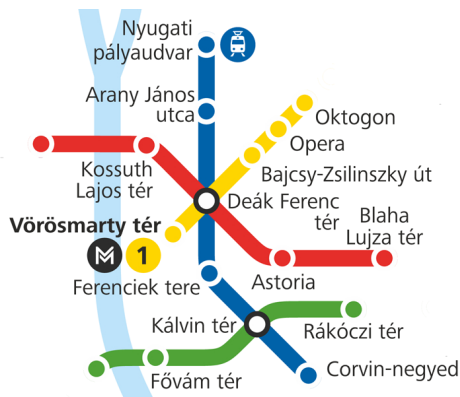 Nyugati
pályaudvar
Arany János
utca
Oktogon
Opera
Bajcsy-Zsilinszky út
Kossuth
Lajos tér
Deák Ferenc
tér
Blaha
Lujza tér
Vörösmarty tér
M 1
Ferenciek tere
Astoria
Kálvin tér
Rákóczi tér
Fővám tér
Corvin-negyed